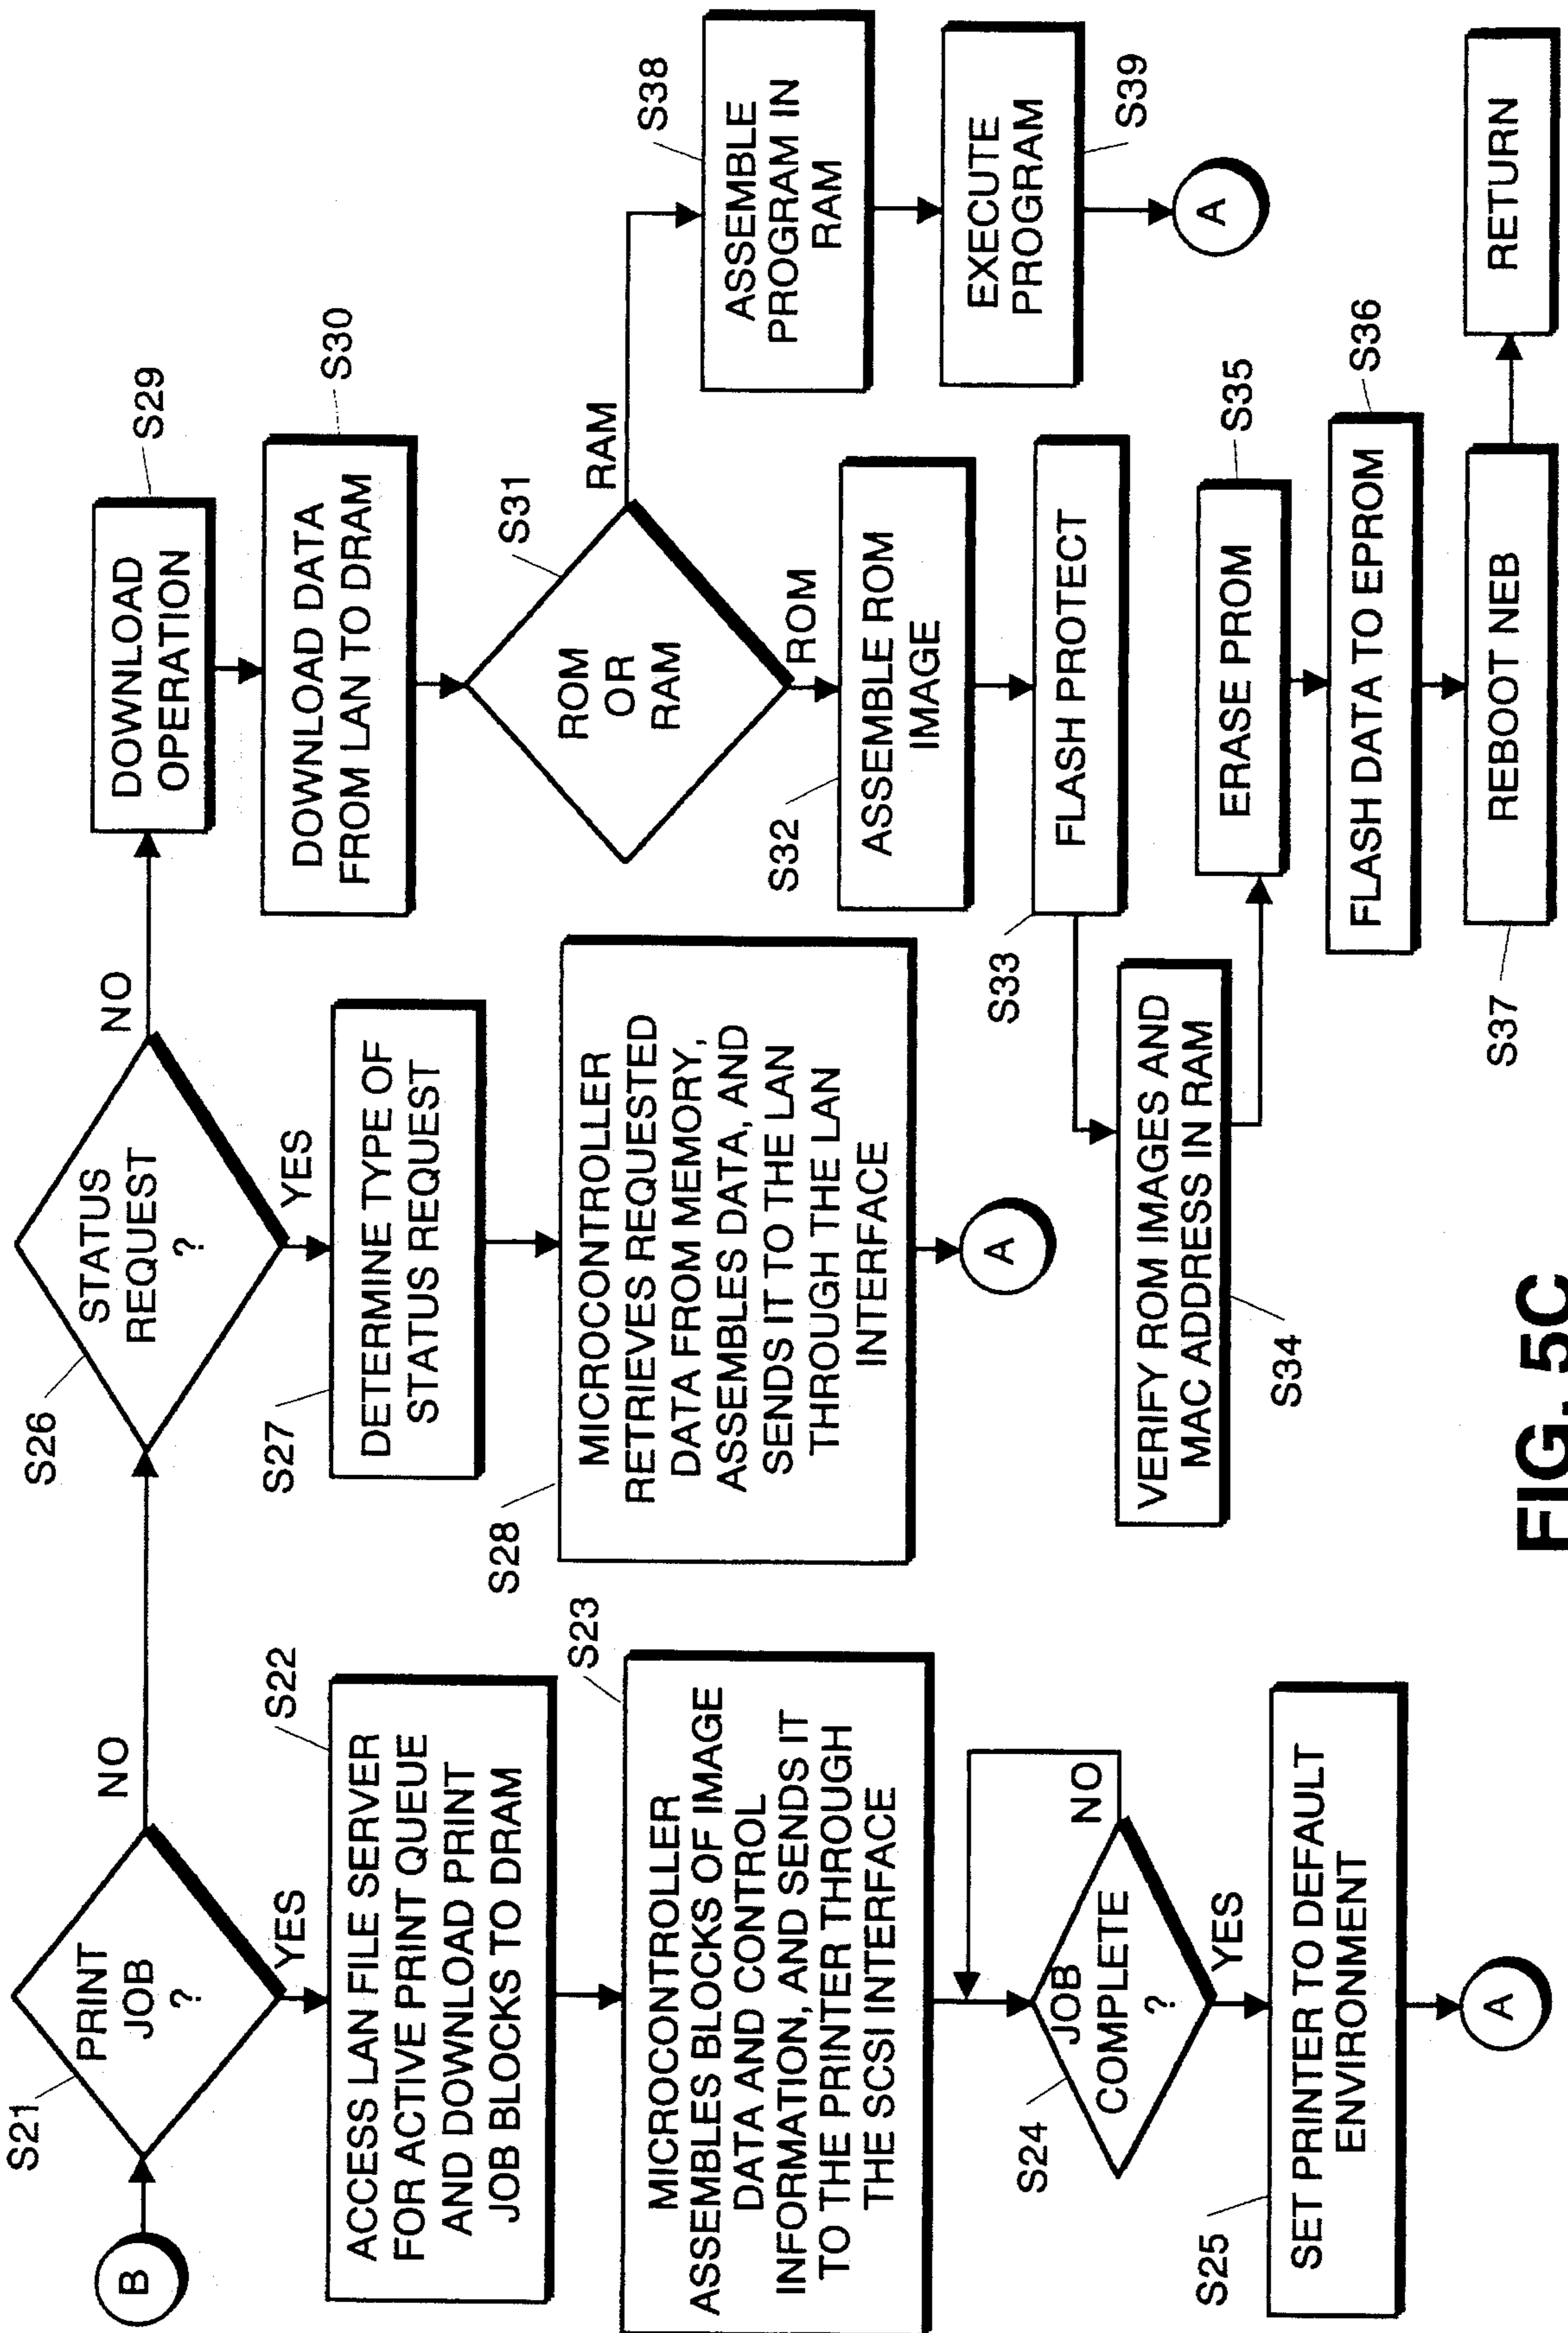 B
S21
PRINT
JOB
?
NO
YES
S22
ACCESS LAN FILE SERVER
FOR ACTIVE PRINT QUEUE
AND DOWNLOAD PRINT
JOB BLOCKS TO DRAM
S23
MICROCONTROLLER
ASSEMBLES BLOCKS OF IMAGE
DATA AND CONTROL
INFORMATION, AND SENDS IT
TO THE PRINTER THROUGH
THE SCSI INTERFACE
S24
JOB
COMPLETE
?
NO
YES
S25
SET PRINTER TO DEFAULT
ENVIRONMENT
A
S26
STATUS
REQUEST
?
NO
YES
S27
DETERMINE TYPE OF
STATUS REQUEST
S28
MICROCONTROLLER
RETRIEVES REQUESTED
DATA FROM MEMORY,
ASSEMBLES DATA, AND
SENDS IT TO THE LAN
THROUGH THE LAN
INTERFACE
A
S29
DOWNLOAD
OPERATION
S30
DOWNLOAD DATA
FROM LAN TO DRAM
S31
ROM
OR
RAM
RAM
ROM
S32
ASSEMBLE ROM
IMAGE
S33
FLASH PROTECT
VERIFY ROM IMAGES AND
MAC ADDRESS IN RAM
S34
ERASE PROM
S35
FLASH DATA TO EPROM
S36
REBOOT NEB
S37
RETURN
S38
ASSEMBLE
PROGRAM IN
RAM
EXECUTE
PROGRAM
S39
A
FIG. 5C